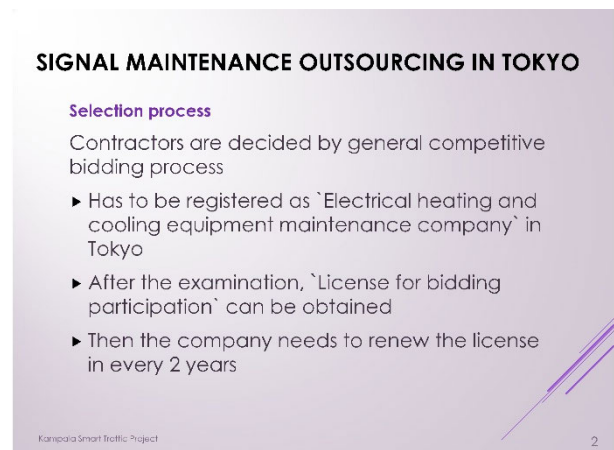 SIGNAL MAINTENANCE OUTSOURCING IN TOKYO
Selection process
Contractors are decided by general competitive
bidding process
▸ Has to be registered as `Electrical heating and
cooling equipment maintenance company` in
Tokyo
▸ After the examination, `License for bidding
participation` can be obtained
▸ Then the company needs to renew the license
in every 2 years
Kampala Smart Traffic Project
2